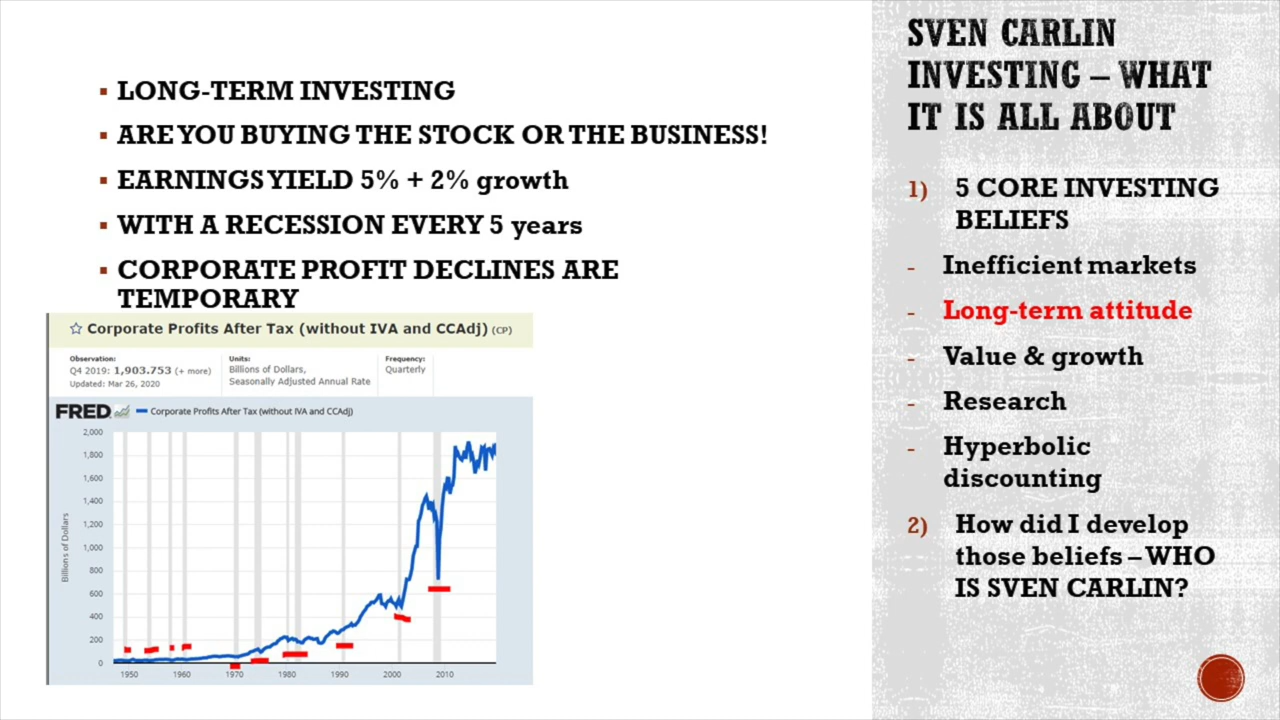 LONG-TERM INVESTING
ARE YOU BUYING THE STOCK OR THE BUSINESS!
EARNINGS YIELD 5% + 2% growth
WITH A RECESSION EVERY 5 years
CORPORATE PROFIT DECLINES ARE
TEMPORARY
Corporate Profits After Tax (without IVA and CCAdj) (CP)
Observation:
Q4 2019: 1,903.753 (+ more)
Updated: Mar 26, 2020
Units:
Billions of Dollars,
Seasonally Adjusted Annual Rate
Frequency:
Quarterly
FRED
Corporate Profits After Tax (without IVA and CCAdj)
Billions of Dollars
2,000
1,800
1,600
1,400
1,200
1,000
800
600
400
200
0
1950 1960 1970 1980 1990 2000 2010
SVEN CARLIN
INVESTING – WHAT
IT IS ALL ABOUT
1) 5 CORE INVESTING
BELIEFS
- Inefficient markets
- Long-term attitude
- Value & growth
- Research
- Hyperbolic
discounting
2) How did I develop
those beliefs – WHO
IS SVEN CARLIN?